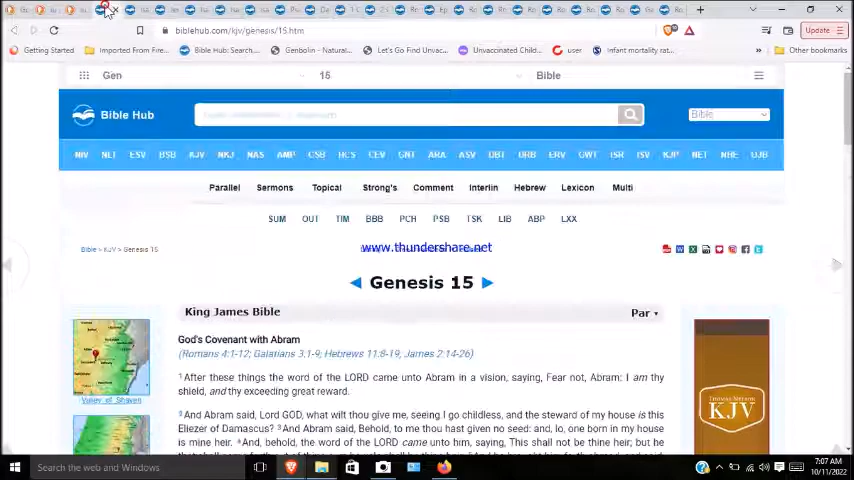 Update
biblehub.com/kjv/genesis/15.htm
Getting Started
Imported From Fire...
Bible Hub: Search,...
Genbolin - Natural...
Let's Go Find Unvac...
Unvaccinated Child...
user
Infant mortality rat...
Other bookmarks
Gen 15 Bible
Bible Hub
Bible
NIV NLT ESV BSB KJV NKJ NAS AMP CSB HCS CEV GNT ARA ASV DBT DRB ERV GWT ISR ISV KJP NET NHE DJB
Parallel Sermons Topical Strong's Comment Interlin Hebrew Lexicon Multi
SUM OUT TIM BBB PCH PSB TSK LIB ABP LXX
Bible > KJV > Genesis 15
www.thundershare.net
Genesis 15
King James Bible Par
God's Covenant with Abram
(Romans 4:1-12; Galatians 3:1-9; Hebrews 11:8-19; James 2:14-26)
1After these things the word of the LORD came unto Abram in a vision, saying, Fear not, Abram: I am thy
shield, and thy exceeding great reward.
2And Abram said, Lord GOD, what wilt thou give me, seeing I go childless, and the steward of my house is this
Eliezer of Damascus? 3And Abram said, Behold, to me thou hast given no seed: and, lo, one born in my house
is mine heir. 4And, behold, the word of the LORD came unto him, saying, This shall not be thine heir; but he
Valley of Shaveh
KJV
Search the web and Windows
7:07 AM
10/11/2022